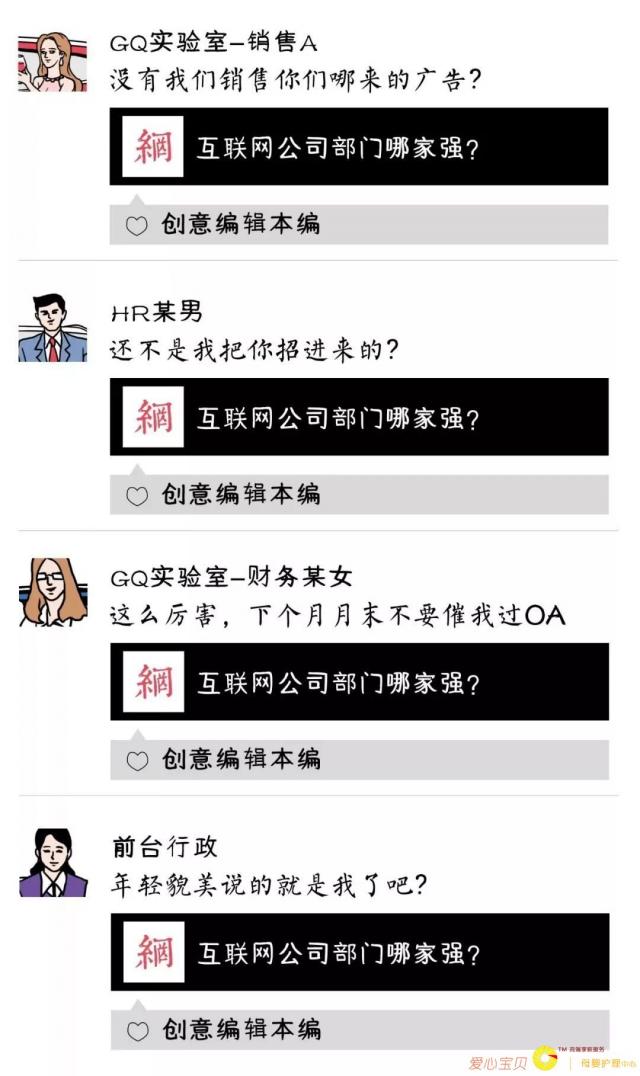 GQ实验室-销售A
没有我们销售你们哪来的广告?
網 互联网公司部门哪家强?
创意编辑本编
HR某男
还不是我把你招进来的?
網 互联网公司部门哪家强?
创意编辑本编
GQ实验室-财务某女
这么厉害，下个月月末不要催我过OA
網 互联网公司部门哪家强?
创意编辑本编
前台行政
年轻貌美说的就是我了吧?
網 互联网公司部门哪家强?
创意编辑本编
爱心宝贝 TM 高端家庭服务 母婴护理中心